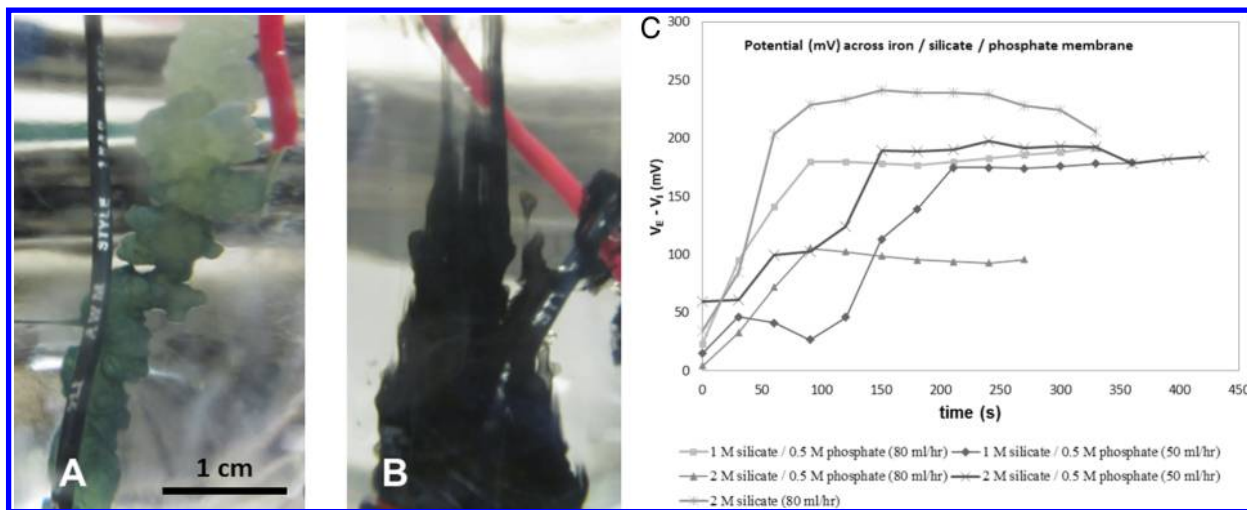 A
AWM STYLE
1 cm
B
C
Potential (mV) across iron / silicate / phosphate membrane
V_E - V_I (mV)
300
250
200
150
100
50
0
0 50 100 150 200 250 300 350 400 450
time (s)
1 M silicate / 0.5 M phosphate (80 ml/hr) 1 M silicate / 0.5 M phosphate (50 ml/hr)
2 M silicate / 0.5 M phosphate (80 ml/hr) 2 M silicate / 0.5 M phosphate (50 ml/hr)
2 M silicate (80 ml/hr)